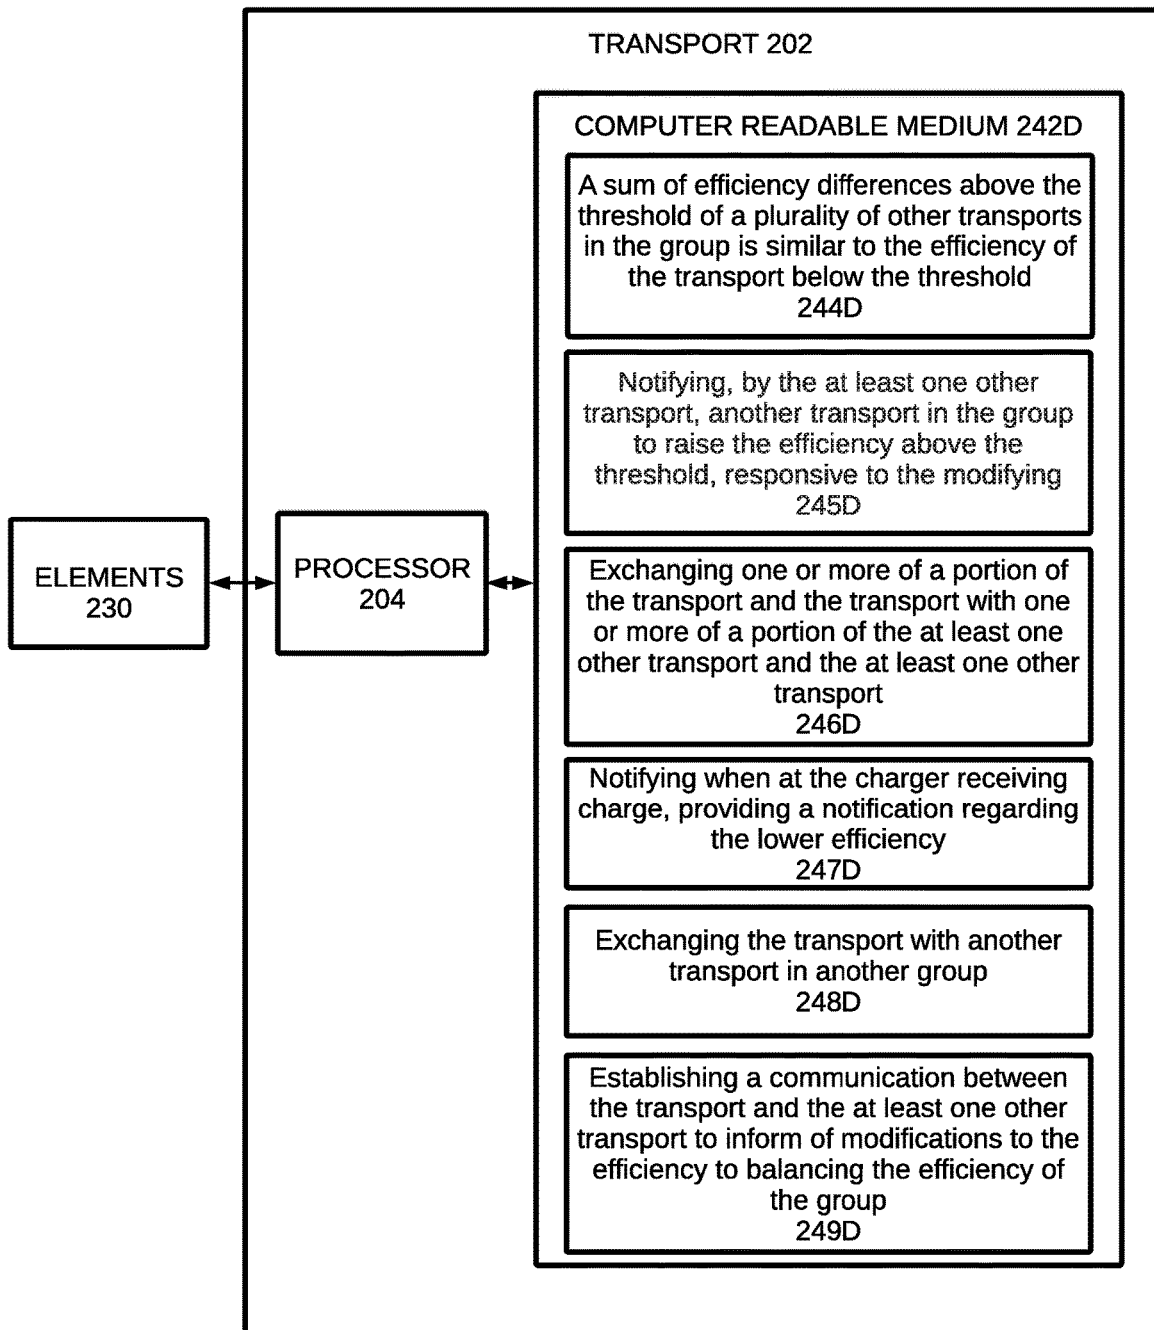 TRANSPORT 202
COMPUTER READABLE MEDIUM 242D
A sum of efficiency differences above the
threshold of a plurality of other transports
in the group is similar to the efficiency of
the transport below the threshold
244D
Notifying, by the at least one other
transport, another transport in the group
to raise the efficiency above the
threshold, responsive to the modifying
245D
ELEMENTS
230
PROCESSOR
204
Exchanging one or more of a portion of
the transport and the transport with one
or more of a portion of the at least one
other transport and the at least one other
transport
246D
Notifying when at the charger receiving
charge, providing a notification regarding
the lower efficiency
247D
Exchanging the transport with another
transport in another group
248D
Establishing a communication between
the transport and the at least one other
transport to inform of modifications to the
efficiency to balancing the efficiency of
the group
249D